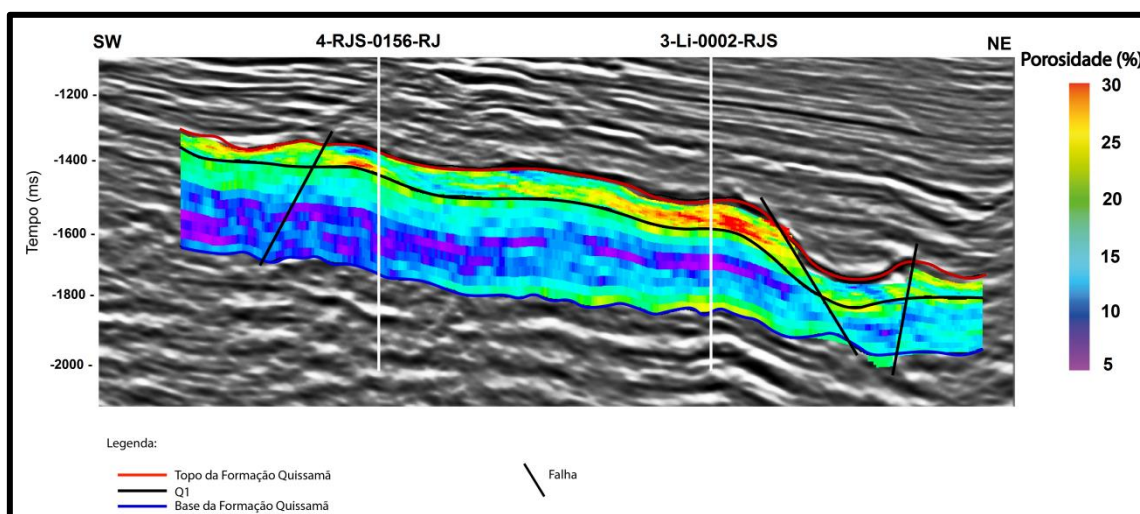 SW 4-RJS-0156-RJ 3-Li-0002-RJS NE
Porosidade (%)
30
25
20
15
10
5
Tempo (ms)
-1200 -
-1400 -
-1600 -
-1800 -
-2000 -
Legenda:
Topo da Formação Quissamã
Q1
Base da Formação Quissamã
Falha